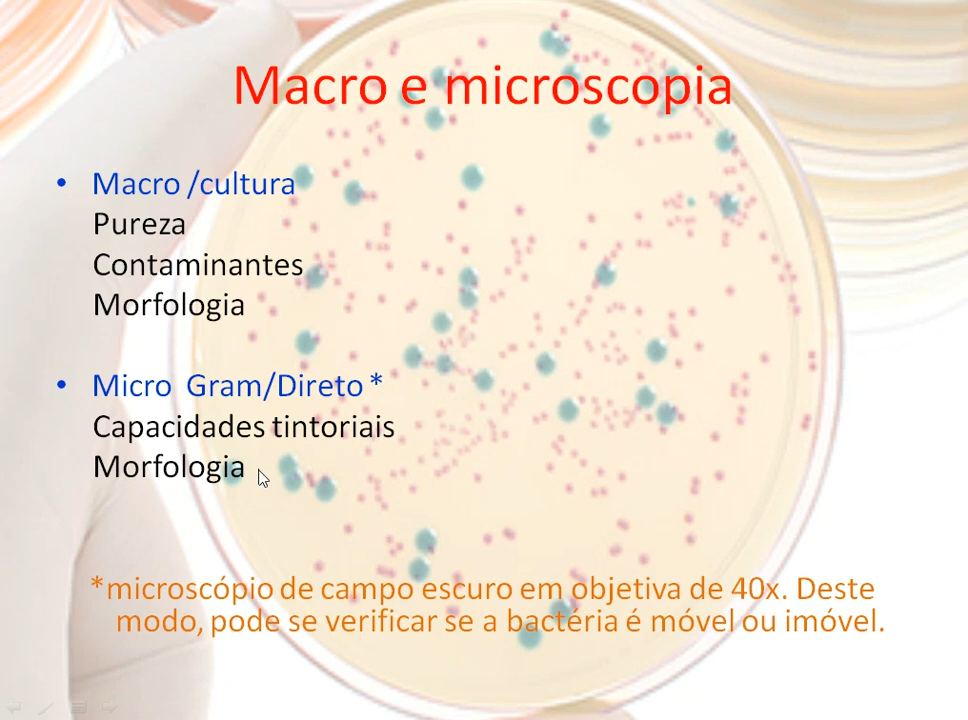 Macro e microscopia
• Macro /cultura
Pureza
Contaminantes
Morfologia
• Micro Gram/Direto *
Capacidades tintoriais
Morfologia
*microscópio de campo escuro em objetiva de 40x. Deste
modo, pode se verificar se a bactéria é móvel ou imóvel.